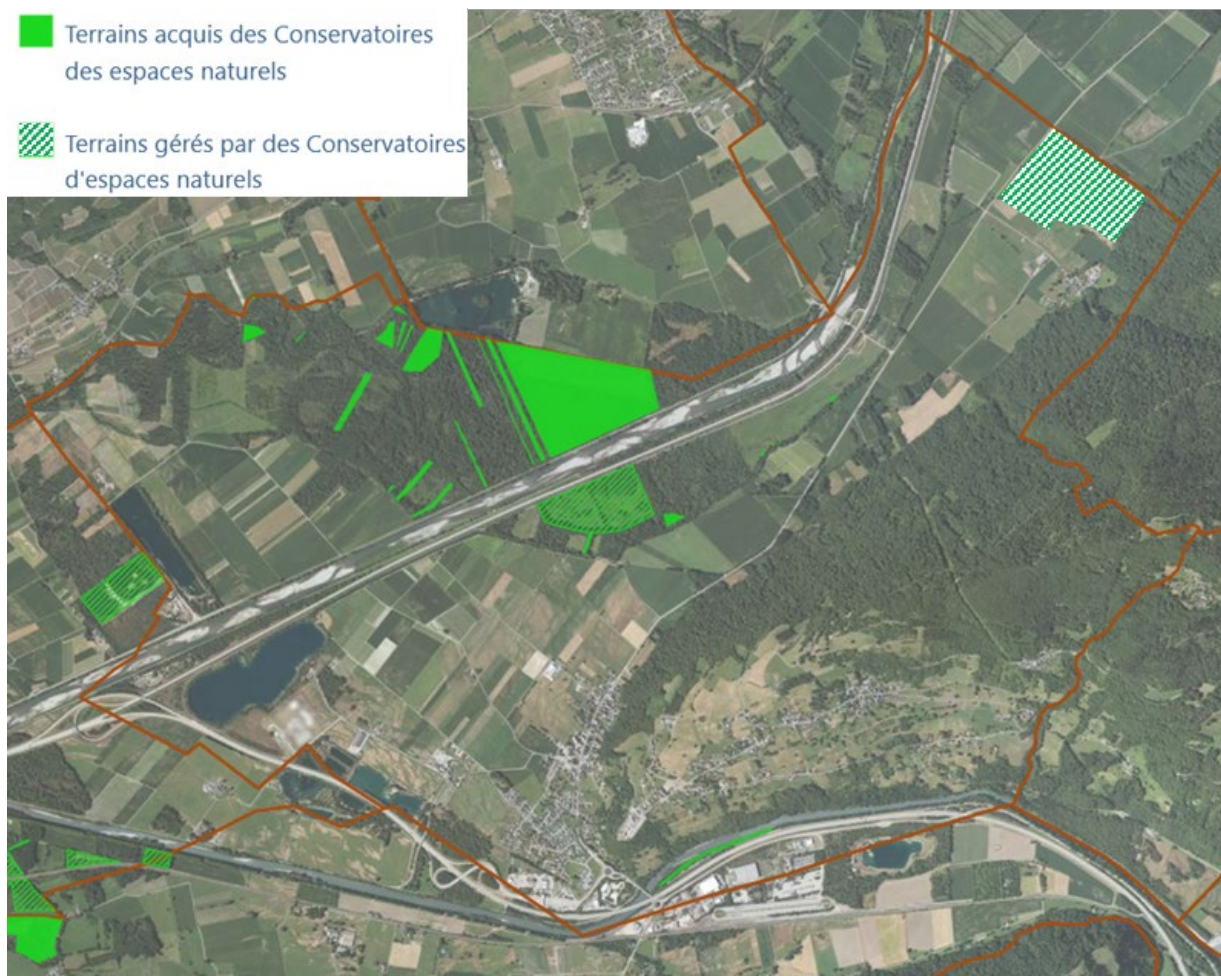 Terrains acquis des Conservatoires
des espaces naturels
Terrains gérés par des Conservatoires
d'espaces naturels